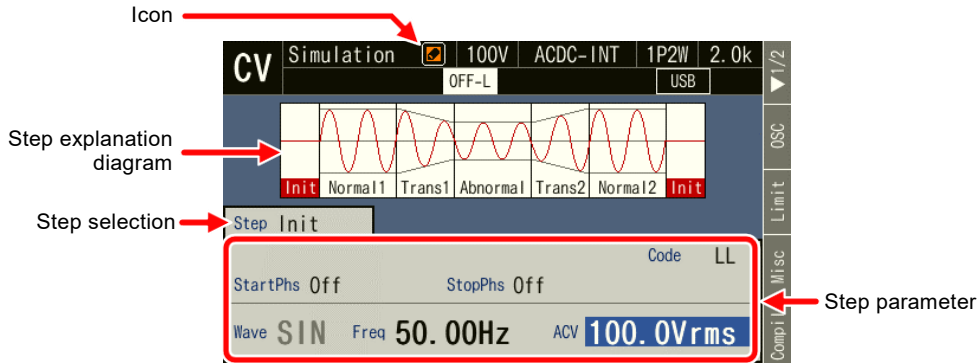 Icon
CV Simulation 100V ACDC-INT 1P2W 2.0k
OFF-L USB
▼1/2
OSC
Limit
Misc
Step explanation
diagram
Init Normal1 Trans1 Abnormal Trans2 Normal2 Init
Step selection
Step Init
Code LL
StartPhs Off StopPhs Off
Step parameter
Wave SIN Freq 50.00Hz ACV 100.0Vrms